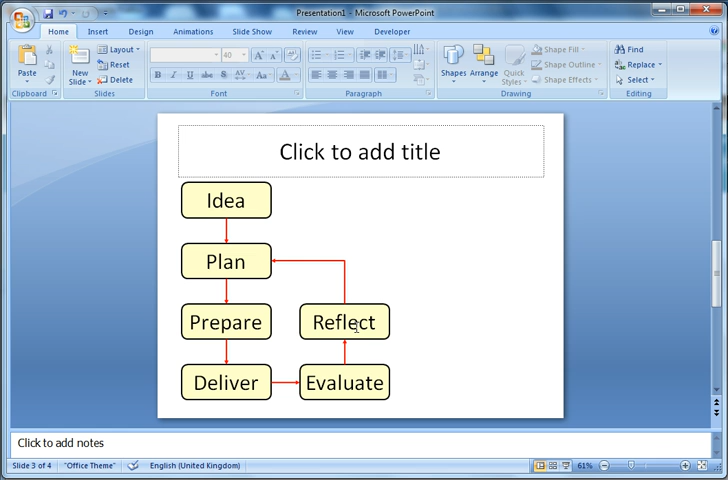 Presentation1 - Microsoft PowerPoint
Home Insert Design Animations Slide Show Review View Developer
Paste
Clipboard
New Slide
Layout
Reset
Delete
Slides
40 A A
B I U abc S AV Aa A
Font
Paragraph
Shapes
Arrange
Quick Styles
Shape Fill
Shape Outline
Shape Effects
Drawing
Find
Replace
Select
Editing
Click to add title
Idea
Plan
Prepare Reflect
Deliver Evaluate
Click to add notes
Slide 3 of 4 "Office Theme" English (United Kingdom) 61%